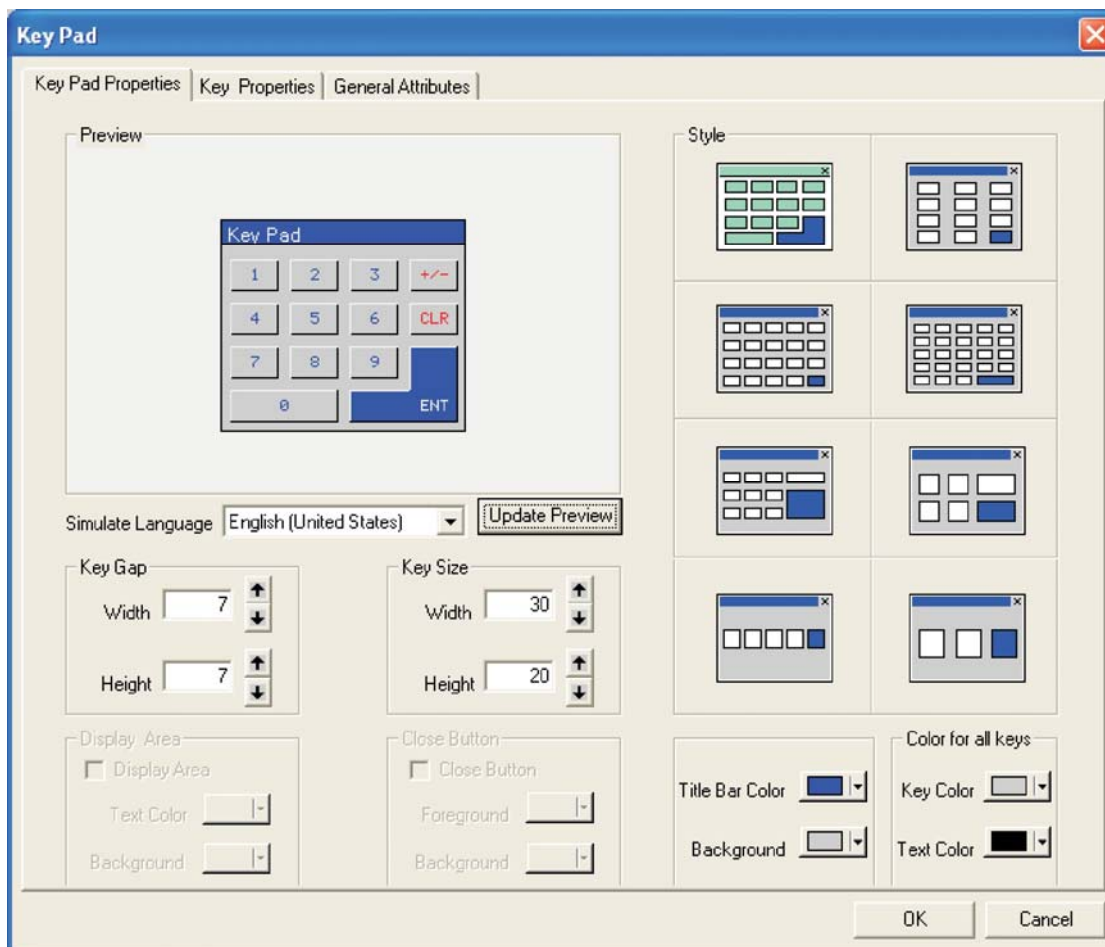 Key Pad
Key Pad Properties
Key Properties
General Attributes
Preview
Key Pad
1 2 3 +/-
4 5 6 CLR
7 8 9
0 ENT
Simulate Language English (United States) Update Preview
Key Gap
Width 7
Height 7
Key Size
Width 30
Height 20
Display Area
Display Area
Text Color
Background
Close Button
Close Button
Foreground
Background
Style
Title Bar Color
Background
Color for all keys
Key Color
Text Color
OK
Cancel